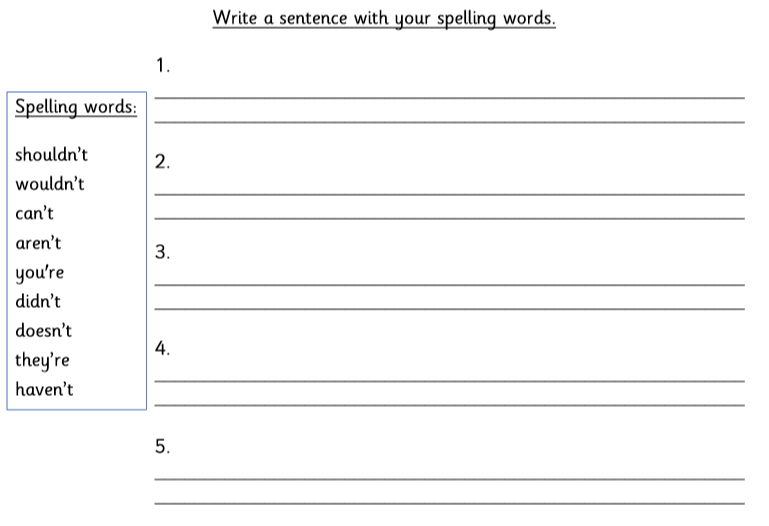 Write a sentence with your spelling words.
1.
Spelling words:
shouldn't
wouldn't
can't
aren't
you're
didn't
doesn't
they're
haven't
2.
3.
4.
5.